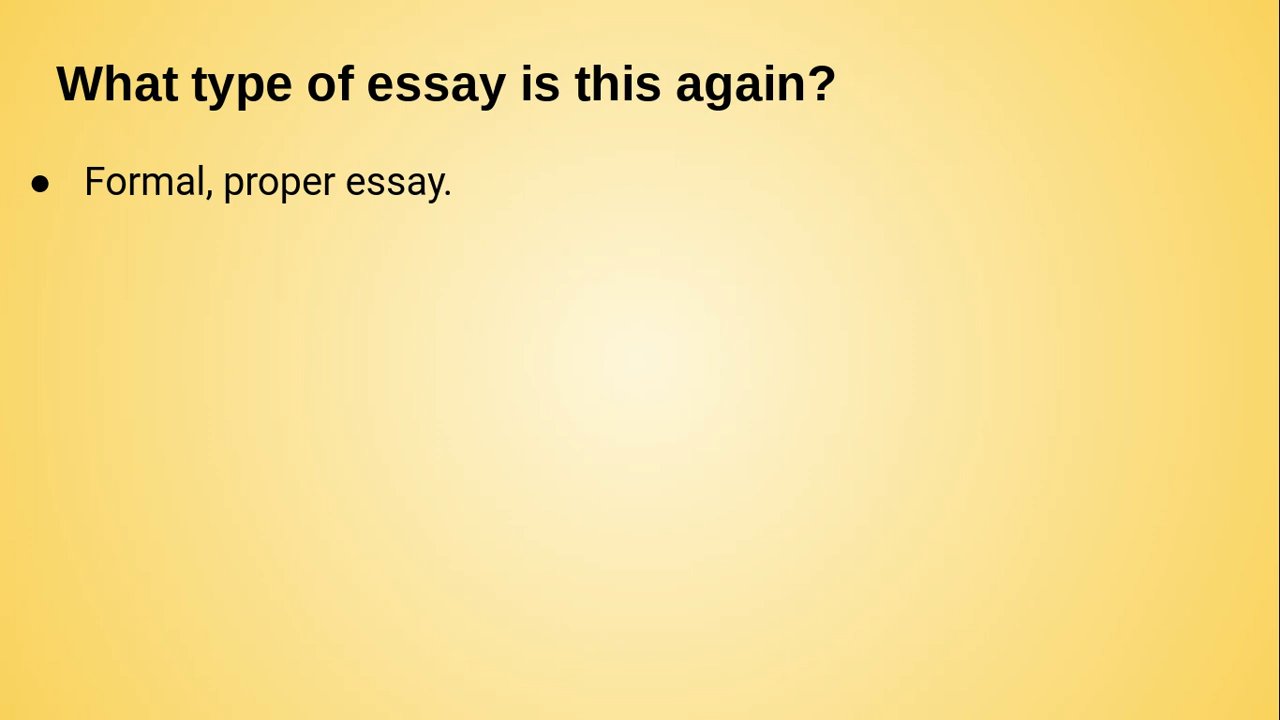 What type of essay is this again?
● Formal, proper essay.